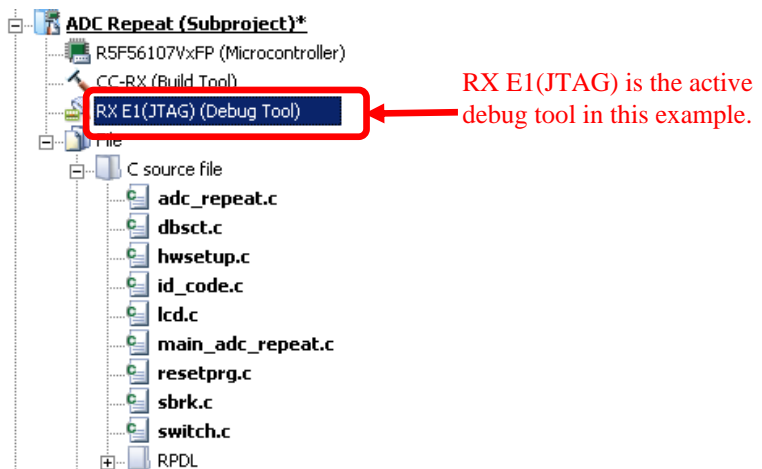 ADC Repeat (Subproject)*
R5F56107VxFP (Microcontroller)
CC-RX (Build Tool)
RX E1(JTAG) (Debug Tool)
RX E1(JTAG) is the active
debug tool in this example.
File
C source file
adc_repeat.c
dbsct.c
hwsetup.c
id_code.c
lcd.c
main_adc_repeat.c
resetprg.c
sbrk.c
switch.c
RPDL